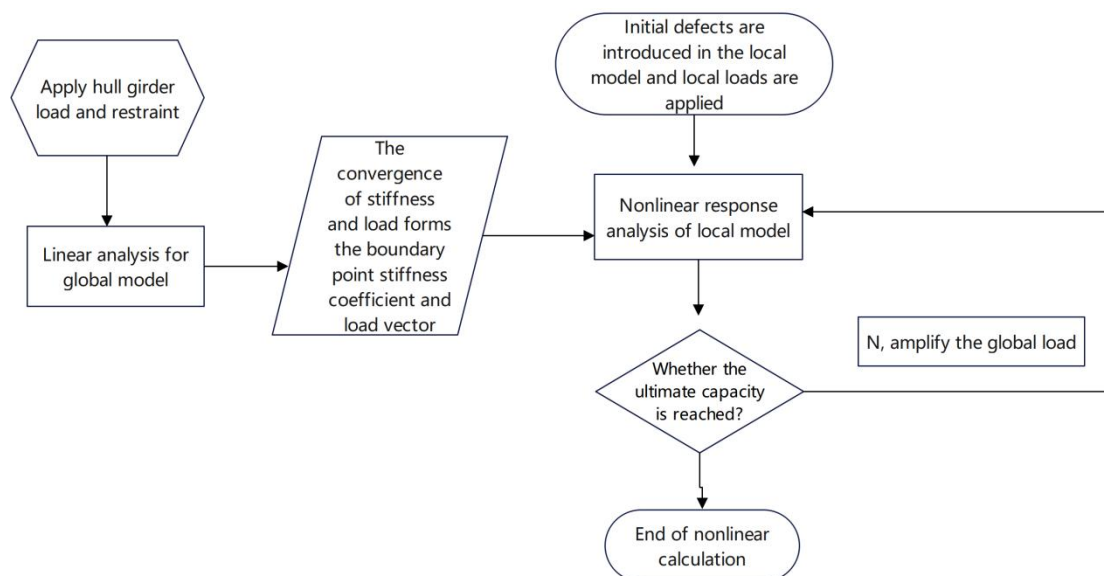 Apply hull girder
load and restraint
Linear analysis for
global model
The
convergence
of stiffness
and load forms
the boundary
point stiffness
coefficient and
load vector
Initial defects are
introduced in the local
model and local loads are
applied
Nonlinear response
analysis of local model
Whether the
ultimate capacity
is reached?
N, amplify the global load
End of nonlinear
calculation